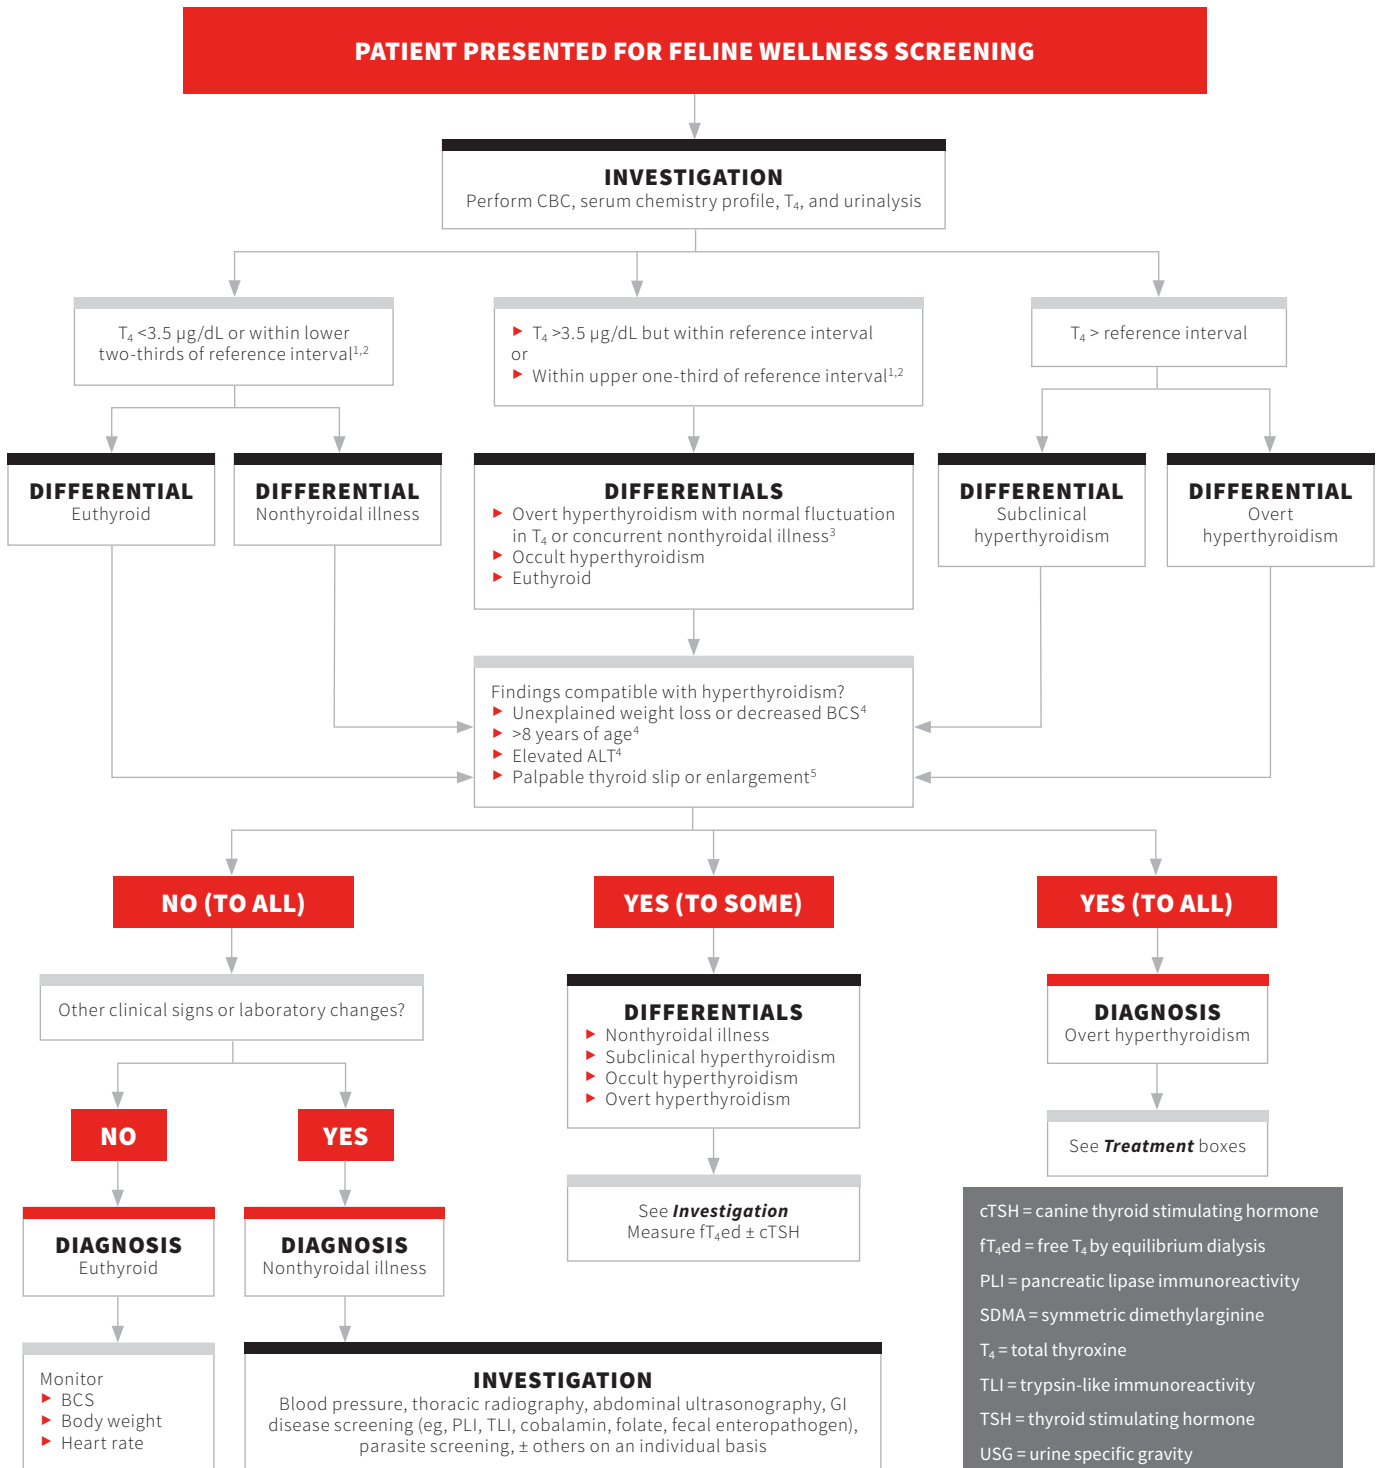 PATIENT PRESENTED FOR FELINE WELLNESS SCREENING
INVESTIGATION
Perform CBC, serum chemistry profile, T₄, and urinalysis
T₄ <3.5 µg/dL or within lower
two-thirds of reference interval¹,²
► T₄ >3.5 µg/dL but within reference interval
or
► Within upper one-third of reference interval¹,²
T₄ > reference interval
DIFFERENTIAL
Euthyroid
DIFFERENTIAL
Nonthyroidal illness
DIFFERENTIALS
► Overt hyperthyroidism with normal fluctuation
in T₄ or concurrent nonthyroidal illness³
► Occult hyperthyroidism
► Euthyroid
DIFFERENTIAL
Subclinical
hyperthyroidism
DIFFERENTIAL
Overt
hyperthyroidism
Findings compatible with hyperthyroidism?
► Unexplained weight loss or decreased BCS⁴
► >8 years of age⁴
► Elevated ALT⁴
► Palpable thyroid slip or enlargement⁵
NO (TO ALL)
YES (TO SOME)
YES (TO ALL)
Other clinical signs or laboratory changes?
NO
YES
DIAGNOSIS
Euthyroid
DIAGNOSIS
Nonthyroidal illness
Monitor
► BCS
► Body weight
► Heart rate
INVESTIGATION
Blood pressure, thoracic radiography, abdominal ultrasonography, GI
disease screening (eg, PLI, TLI, cobalamin, folate, fecal enteropathogen),
parasite screening, ± others on an individual basis
DIFFERENTIALS
► Nonthyroidal illness
► Subclinical hyperthyroidism
► Occult hyperthyroidism
► Overt hyperthyroidism
See Investigation
Measure fT₄ed ± cTSH
DIAGNOSIS
Overt hyperthyroidism
See Treatment boxes
cTSH = canine thyroid stimulating hormone
fT₄ed = free T₄ by equilibrium dialysis
PLI = pancreatic lipase immunoreactivity
SDMA = symmetric dimethylarginine
T₄ = total thyroxine
TLI = trypsin-like immunoreactivity
TSH = thyroid stimulating hormone
USG = urine specific gravity